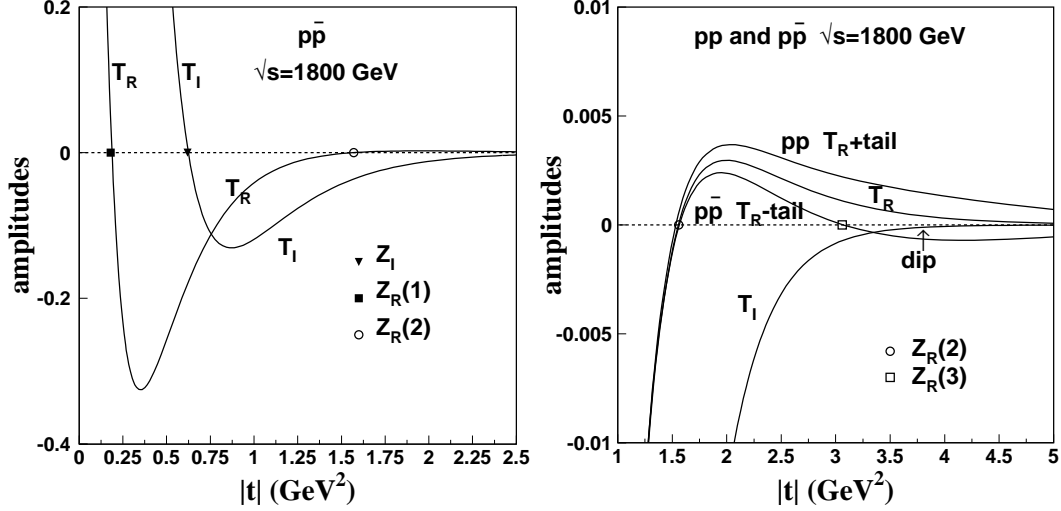 pp̄
√s=1800 GeV
T_R
T_I
T_R
T_I
Z_I
Z_R(1)
Z_R(2)
amplitudes
0.2
0
-0.2
-0.4
0 0.25 0.5 0.75 1 1.25 1.5 1.75 2 2.25 2.5
|t| (GeV²)
pp and pp̄ √s=1800 GeV
pp T_R+tail
T_R
pp̄ T_R-tail
dip
T_I
Z_R(2)
Z_R(3)
amplitudes
0.01
0.005
0
-0.005
-0.01
1 1.5 2 2.5 3 3.5 4 4.5 5
|t| (GeV²)